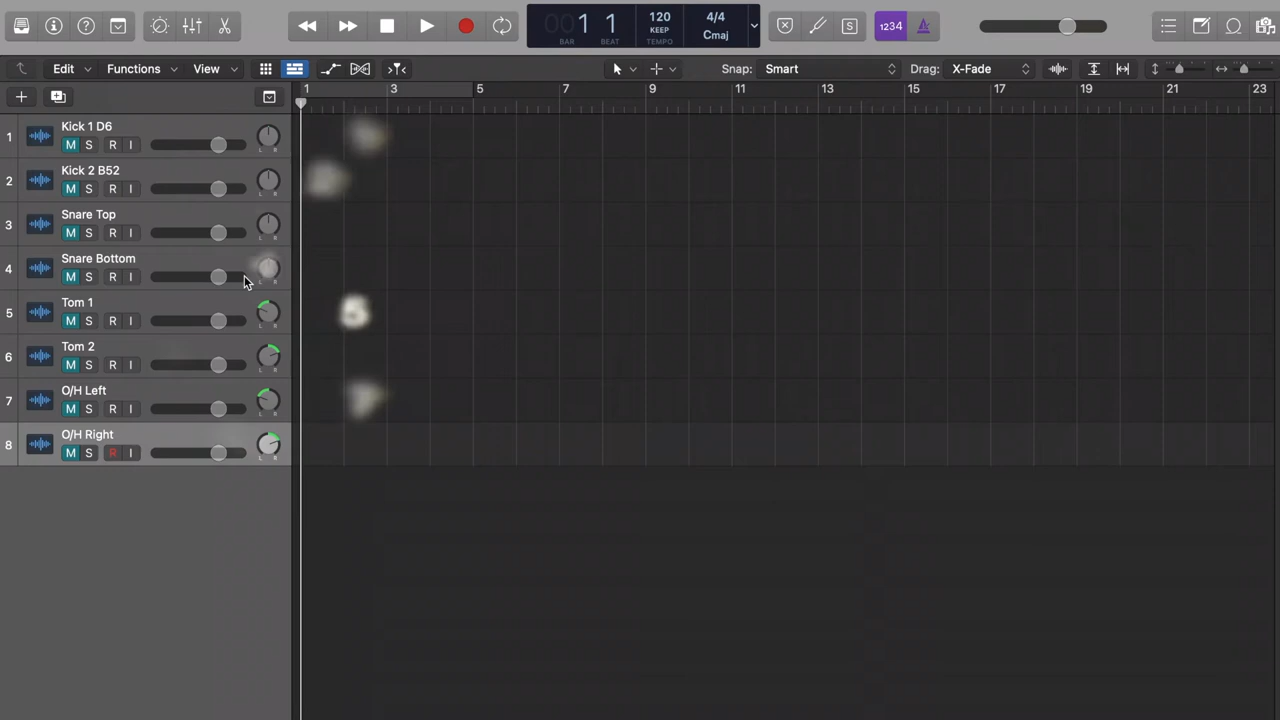 001 1 120 4/4 1234
KEEP Cmaj
BAR BEAT TEMPO
Edit Functions View Snap: Smart Drag: X-Fade
1 3 5 7 9 11 13 15 17 19 21 23
1 Kick 1 D6
M S R I L R
2 Kick 2 B52
M S R I L R
3 Snare Top
M S R I L R
4 Snare Bottom
M S R I L R
5 Tom 1
M S R I L R
6 Tom 2
M S R I L R
7 O/H Left
M S R I L R
8 O/H Right
M S R I L R